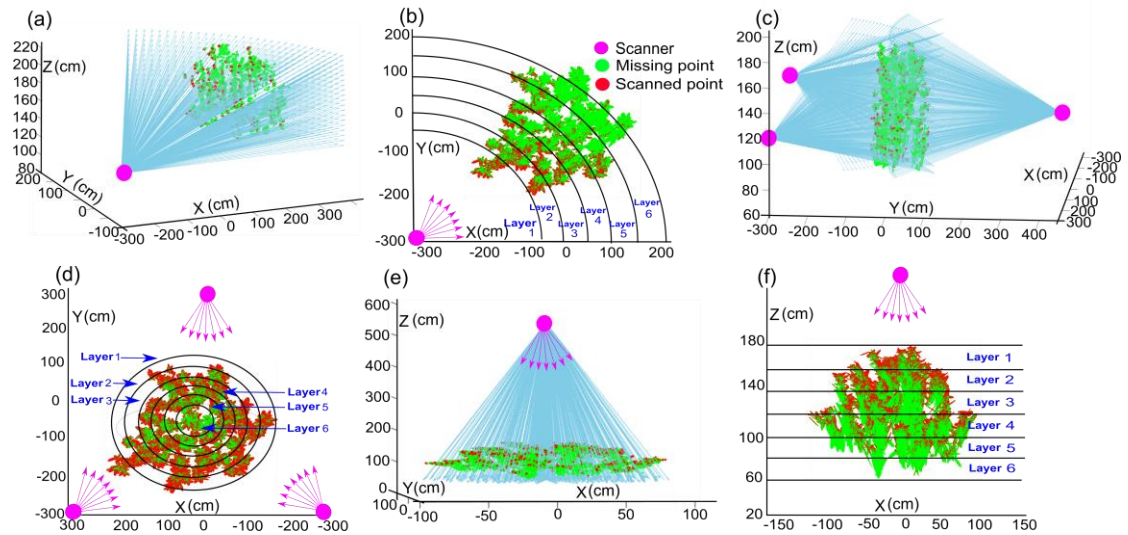 (a)
Z(cm)
220
200
180
160
140
120
100
80
200
100
0
-100
Y (cm)
X (cm)
-300
-200
-100
0
100
200
300
(b)
200
100
0
-100
-200
-300
Y(cm)
Scanner
Missing point
Scanned point
Layer 1
Layer 2
Layer 3
Layer 4
Layer 5
Layer 6
X(cm)
-300 -200 -100 0 100 200
(c)
200
180
160
140
120
100
80
60
Z(cm)
X(cm)
-300
-200
-100
0
100
200
300
Y(cm)
-300 -200 -100 0 100 200 300 400
(d)
300
200
100
0
-100
-200
-300
Y(cm)
Layer 1
Layer 2
Layer 3
Layer 4
Layer 5
Layer 6
X(cm)
300 200 100 0 -100 -200 -300
(e)
600
500
400
300
200
100
0
Z(cm)
Y(cm)
100
0
-100
X(cm)
-50 0 50 100
(f)
Z(cm)
180
140
100
60
20
Layer 1
Layer 2
Layer 3
Layer 4
Layer 5
Layer 6
X(cm)
-150 -100 -50 0 50 100 150